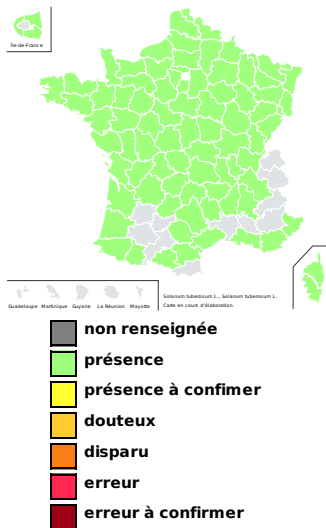 Île-de-France
Guadeloupe Martinique Guyane La Réunion Mayotte
Solanum tuberosum L., Solanum tuberosum L.
Carte en cours d'élaboration.
non renseignée
présence
présence à confimer
douteux
disparu
erreur
erreur à confirmer